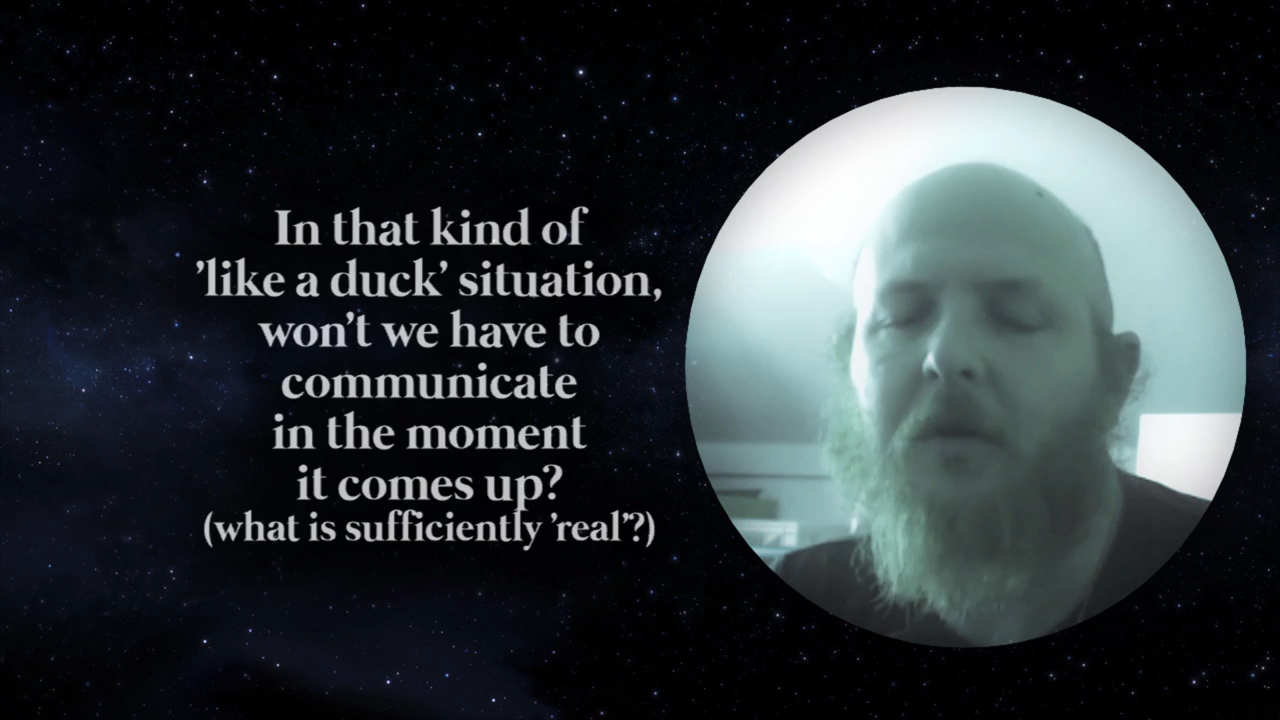 In that kind of
’like a duck’ situation,
won’t we have to
communicate
in the moment
it comes up?
(what is sufficiently ’real’?)